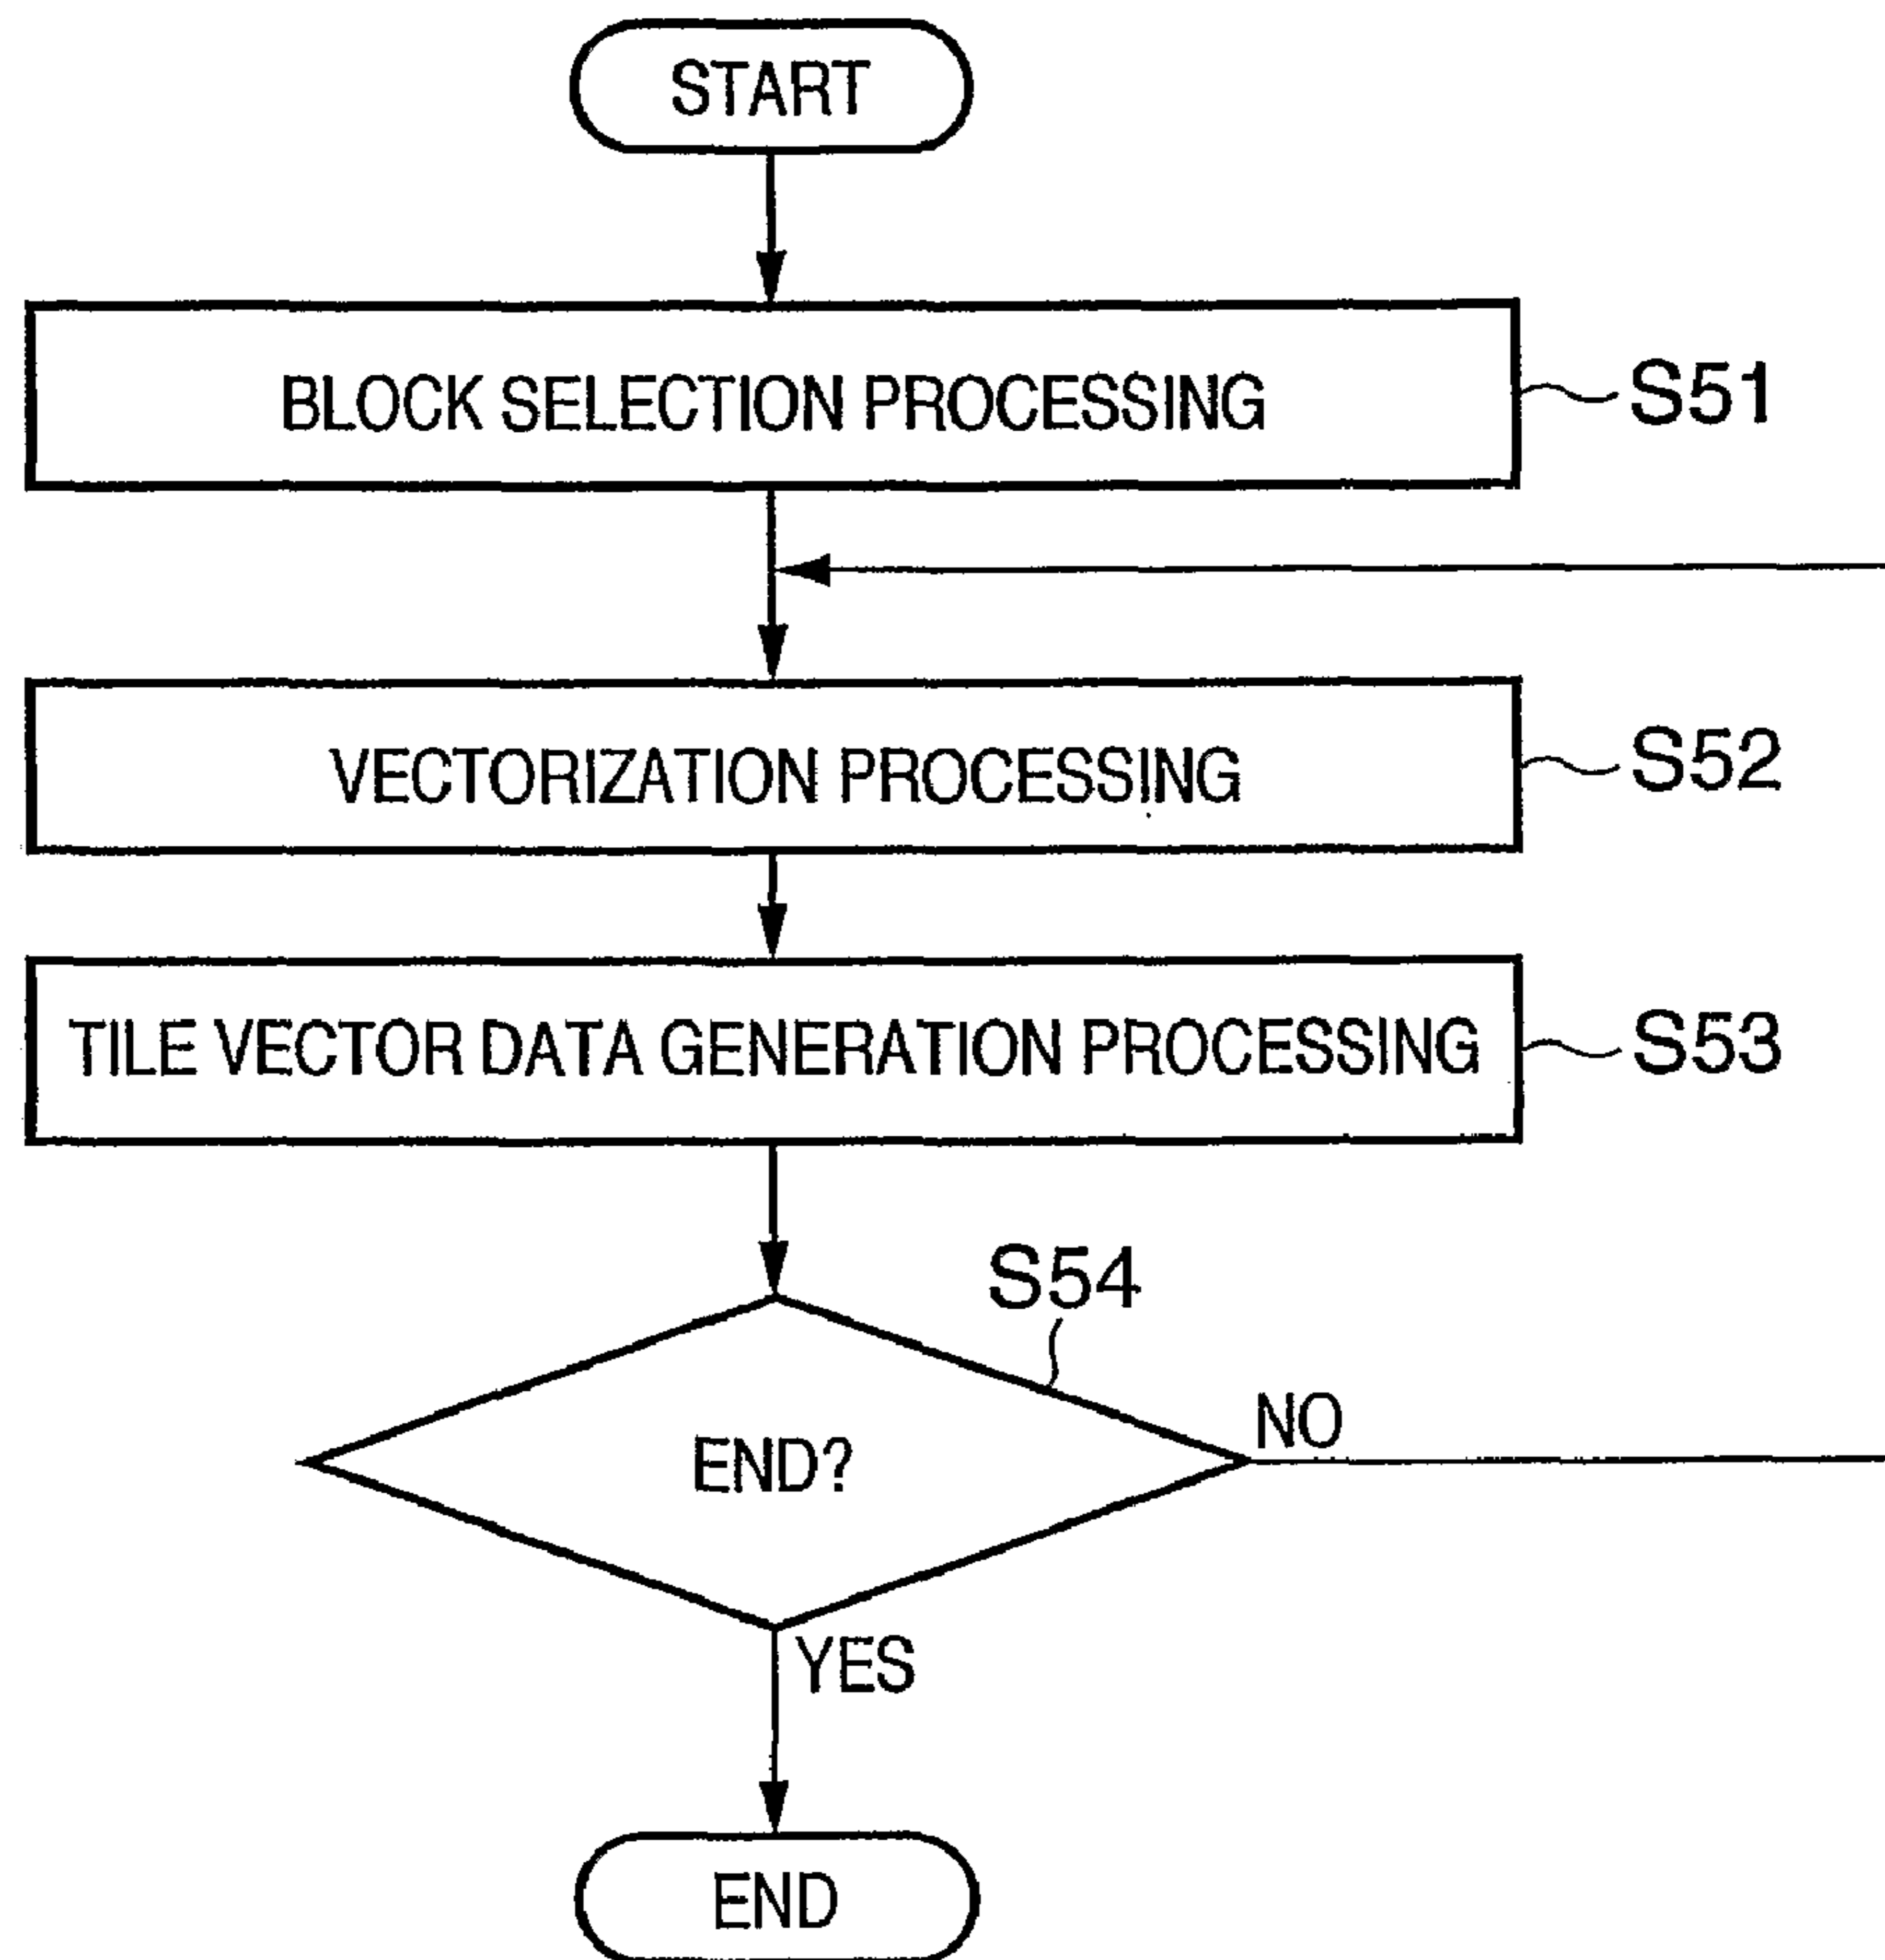 START
BLOCK SELECTION PROCESSING
S51
VECTORIZATION PROCESSING
S52
TILE VECTOR DATA GENERATION PROCESSING
S53
S54
END?
NO
YES
END